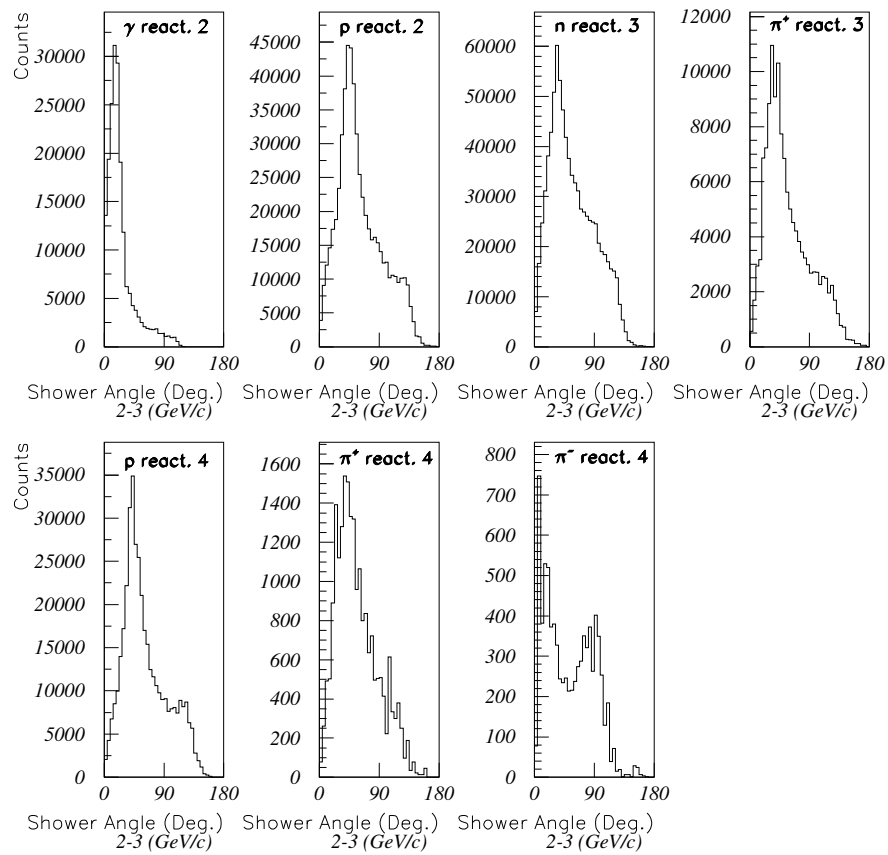 γ react. 2
p react. 2
n react. 3
π⁺ react. 3
Counts
30000
25000
20000
15000
10000
5000
0
45000
40000
35000
30000
25000
20000
15000
10000
5000
0
60000
50000
40000
30000
20000
10000
0
12000
10000
8000
6000
4000
2000
0
0 90 180
0 90 180
0 90 180
0 90 180
Shower Angle (Deg.)
Shower Angle (Deg.)
Shower Angle (Deg.)
Shower Angle (Deg.)
2-3 (GeV/c)
2-3 (GeV/c)
2-3 (GeV/c)
2-3 (GeV/c)
p react. 4
π⁺ react. 4
π⁻ react. 4
Counts
35000
30000
25000
20000
15000
10000
5000
0
1600
1400
1200
1000
800
600
400
200
0
800
700
600
500
400
300
200
100
0
0 90 180
0 90 180
0 90 180
Shower Angle (Deg.)
Shower Angle (Deg.)
Shower Angle (Deg.)
2-3 (GeV/c)
2-3 (GeV/c)
2-3 (GeV/c)